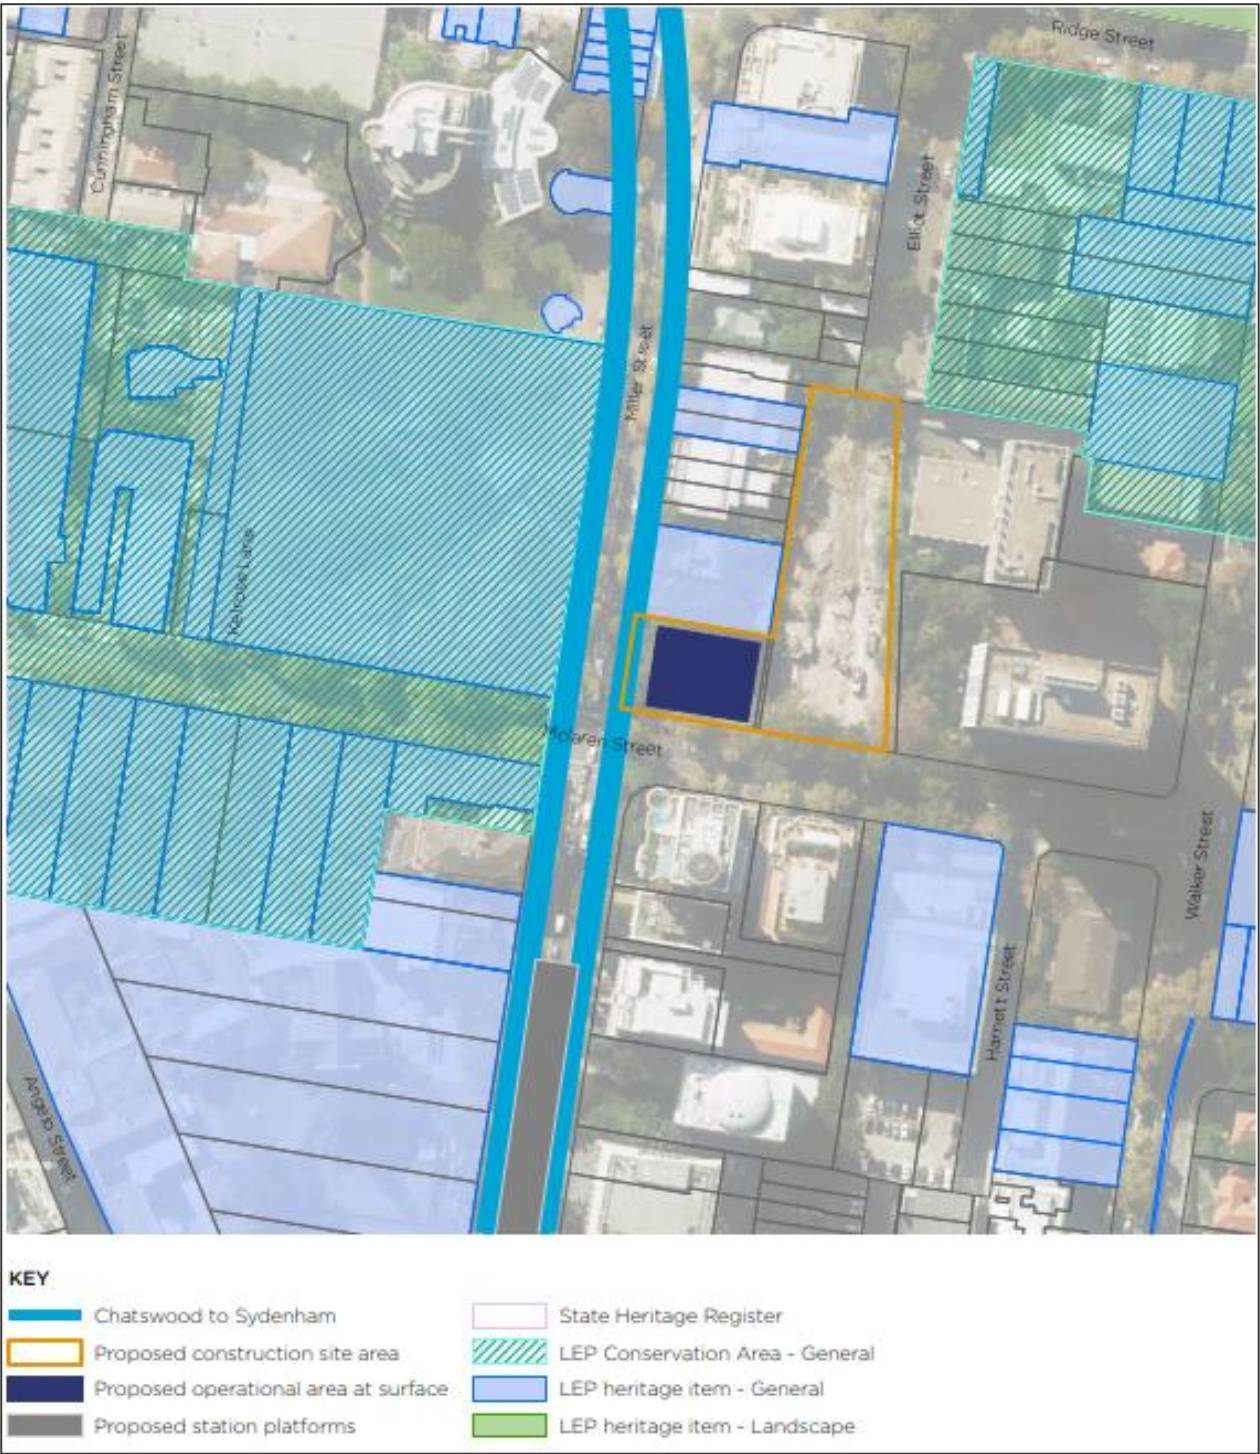 Ridge Street
Cunningham Street
Elliot Street
Miller Street
Kelrose Lane
Mclaren Street
Walker Street
Harnett Street
Angelo Street
KEY
Chatswood to Sydenham
Proposed construction site area
Proposed operational area at surface
Proposed station platforms
State Heritage Register
LEP Conservation Area - General
LEP heritage item - General
LEP heritage item - Landscape